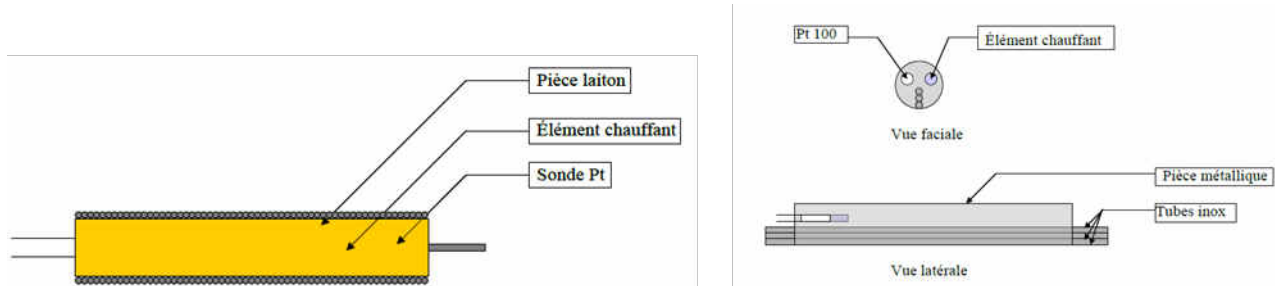 Pièce laiton
Élément chauffant
Sonde Pt
Pt 100
Élément chauffant
Vue faciale
Pièce métallique
Tubes inox
Vue latérale